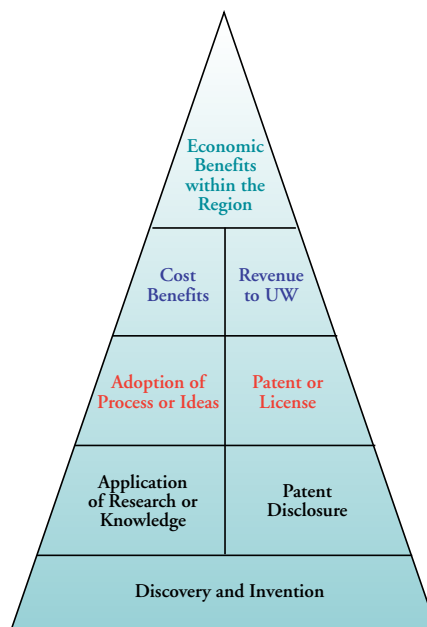 Economic
Benefits
within the
Region
Cost
Benefits
Revenue
to UW
Adoption of
Process or Ideas
Patent or
License
Application
of Research or
Knowledge
Patent
Disclosure
Discovery and Invention